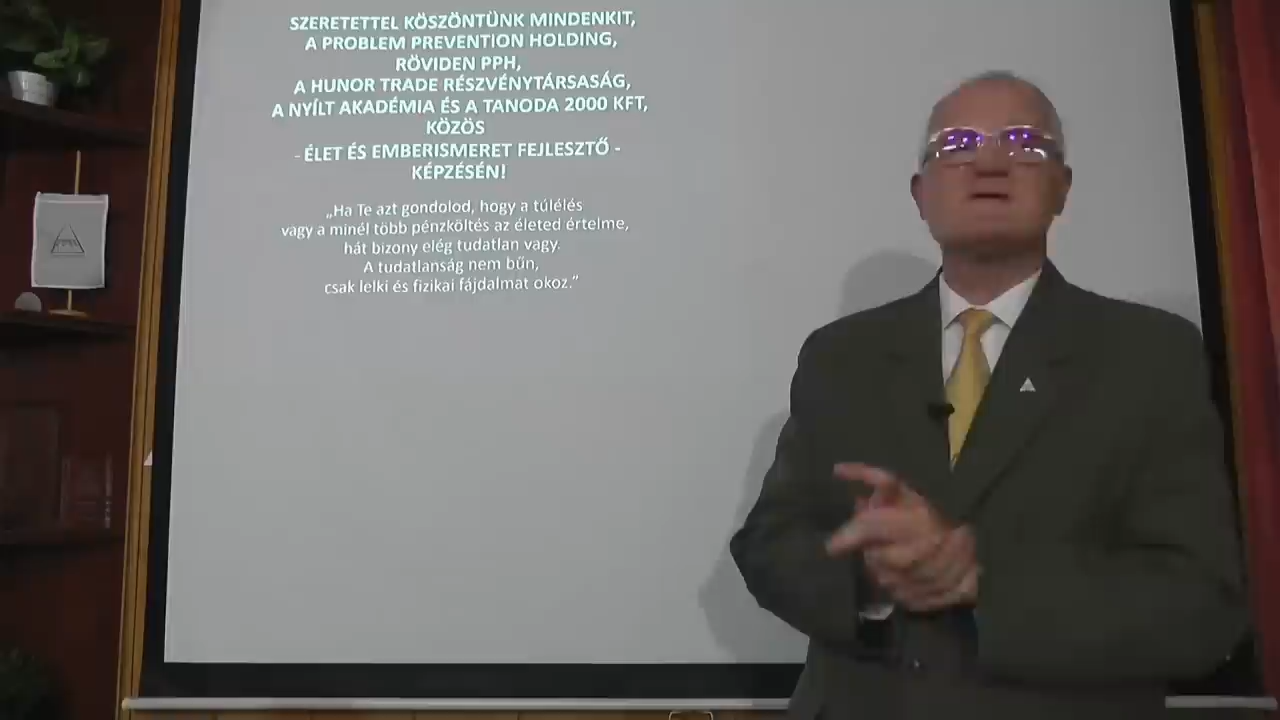 SZERETETTEL KÖSZÖNTÜNK MINDENKIT,
A PROBLEM PREVENTION HOLDING,
RÖVIDEN PPH,
A HUNOR TRADE RÉSZVÉNYTÁRSASÁG,
A NYÍLT AKADÉMIA ÉS A TANODA 2000 KFT,
KÖZÖS
- ÉLET ÉS EMBERISMERET FEJLESZTŐ -
KÉPZÉSÉN!
„Ha Te azt gondolod, hogy a túlélés
vagy a minél több pénzköltés az életed értelme,
hát bizony elég tudatlan vagy.
A tudatlanság nem bűn,
csak lelki és fizikai fájdalmat okoz.”